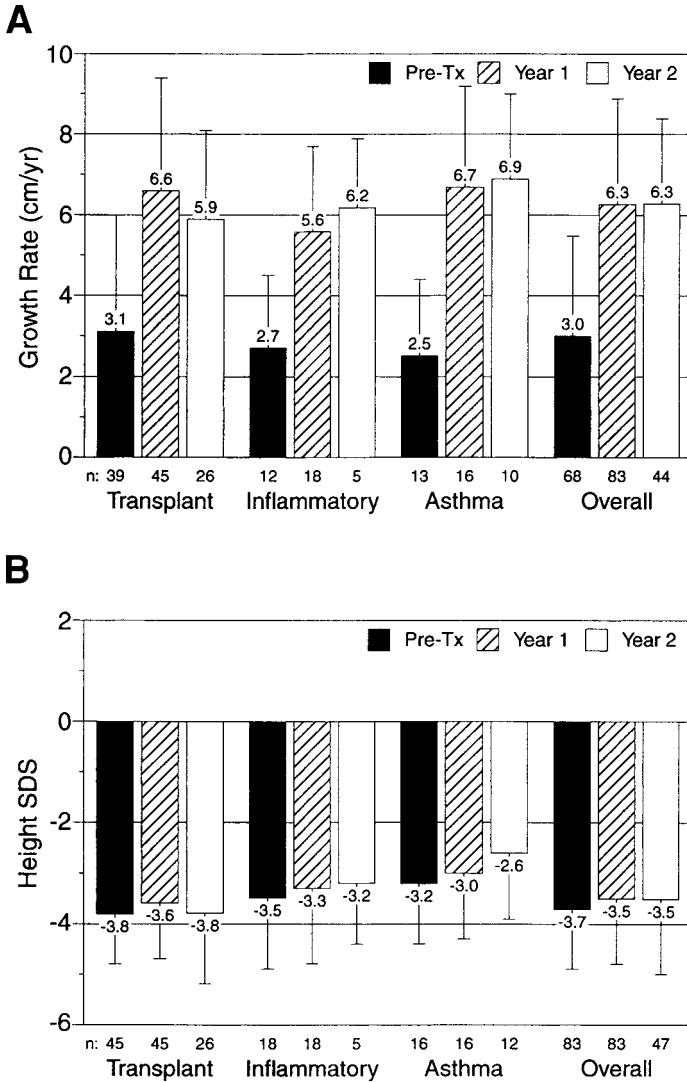 A
10
Pre-Tx Year 1 Year 2
8
6
4
2
0
Growth Rate (cm/yr)
3.1 6.6 5.9 2.7 5.6 6.2 2.5 6.7 6.9 3.0 6.3 6.3
n: 39 45 26 12 18 5 13 16 10 68 83 44
Transplant Inflammatory Asthma Overall
B
2
Pre-Tx Year 1 Year 2
0
-2
-4
-6
Height SDS
-3.8 -3.6 -3.8 -3.5 -3.3 -3.2 -3.2 -3.0 -2.6 -3.7 -3.5 -3.5
n: 45 45 26 18 18 5 16 16 12 83 83 47
Transplant Inflammatory Asthma Overall